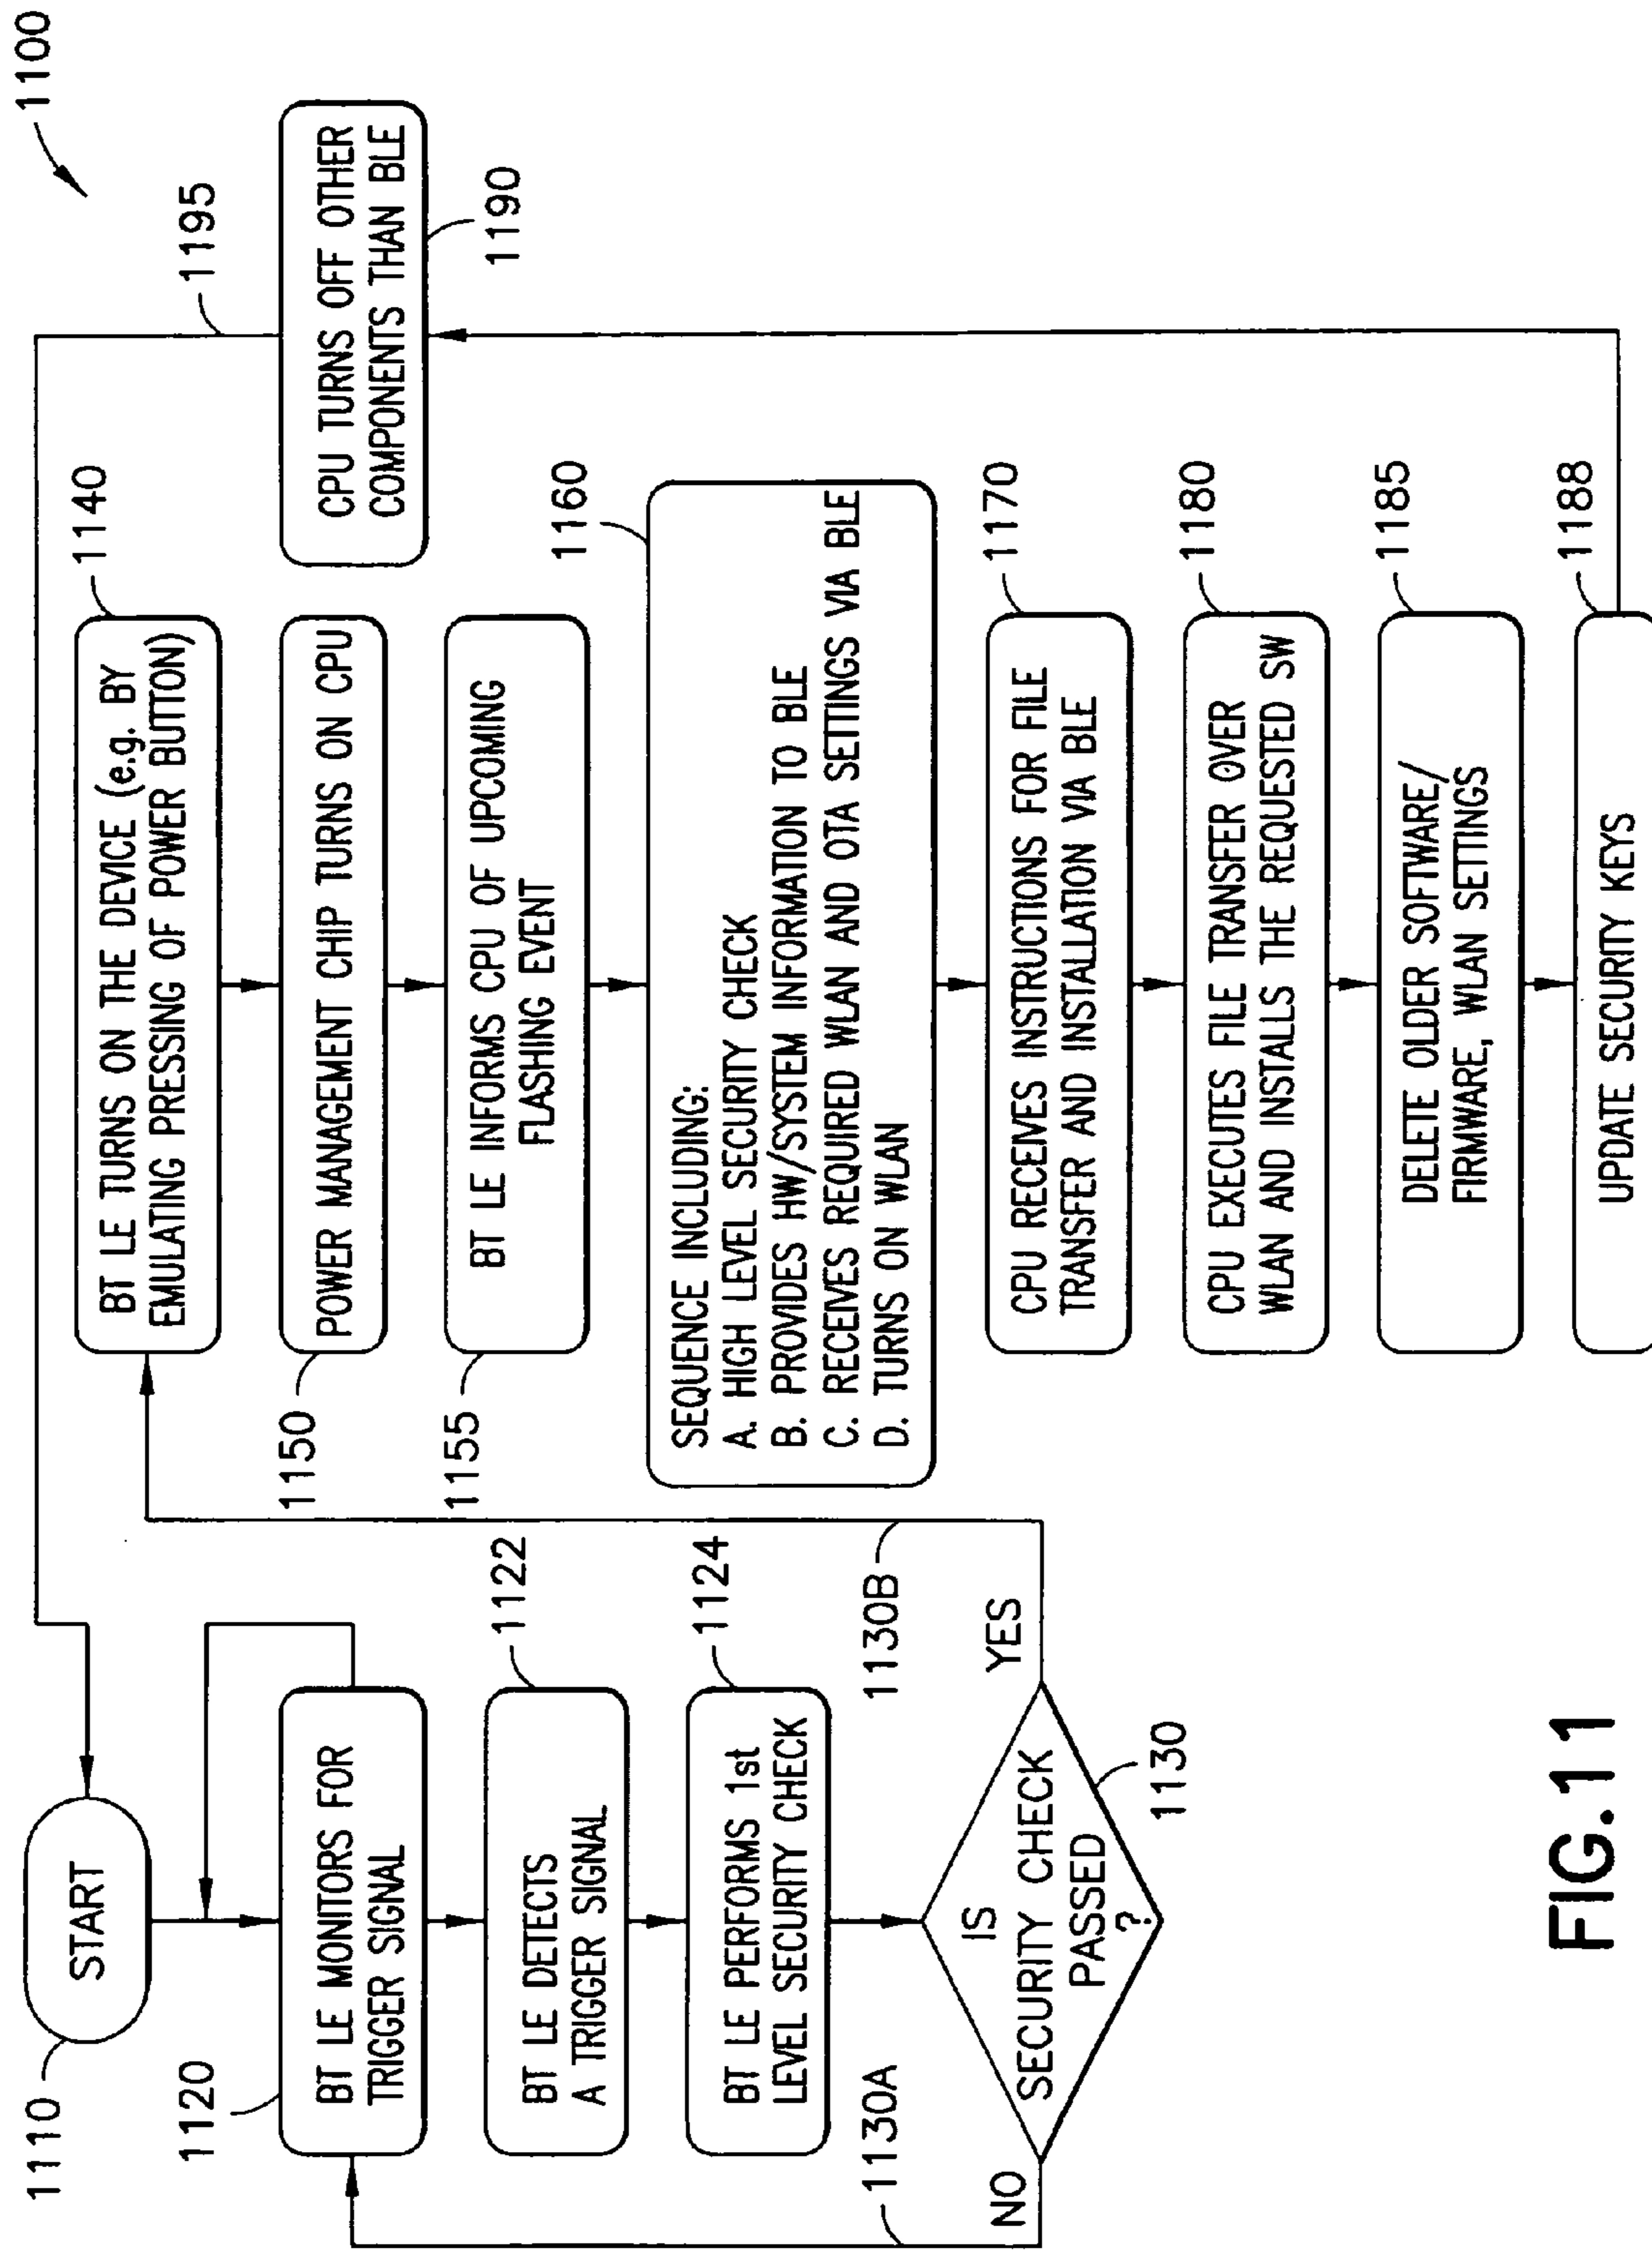 1100
1110
START
1120
BT LE MONITORS FOR
TRIGGER SIGNAL
1122
BT LE DETECTS
A TRIGGER SIGNAL
1124
BT LE PERFORMS 1st
LEVEL SECURITY CHECK
IS
SECURITY CHECK
PASSED
?
1130
NO
1130A
YES
1130B
1140
BT LE TURNS ON THE DEVICE (e.g. BY
EMULATING PRESSING OF POWER BUTTON)
1150
POWER MANAGEMENT CHIP TURNS ON CPU
1155
BT LE INFORMS CPU OF UPCOMING
FLASHING EVENT
1160
SEQUENCE INCLUDING:
A. HIGH LEVEL SECURITY CHECK
B. PROVIDES HW/SYSTEM INFORMATION TO BLE
C. RECEIVES REQUIRED WLAN AND OTA SETTINGS VIA BLE
D. TURNS ON WLAN
1170
CPU RECEIVES INSTRUCTIONS FOR FILE
TRANSFER AND INSTALLATION VIA BLE
1180
CPU EXECUTES FILE TRANSFER OVER
WLAN AND INSTALLS THE REQUESTED SW
1185
DELETE OLDER SOFTWARE/
FIRMWARE, WLAN SETTINGS
1188
UPDATE SECURITY KEYS
1195
CPU TURNS OFF OTHER
COMPONENTS THAN BLE
1190
FIG.11